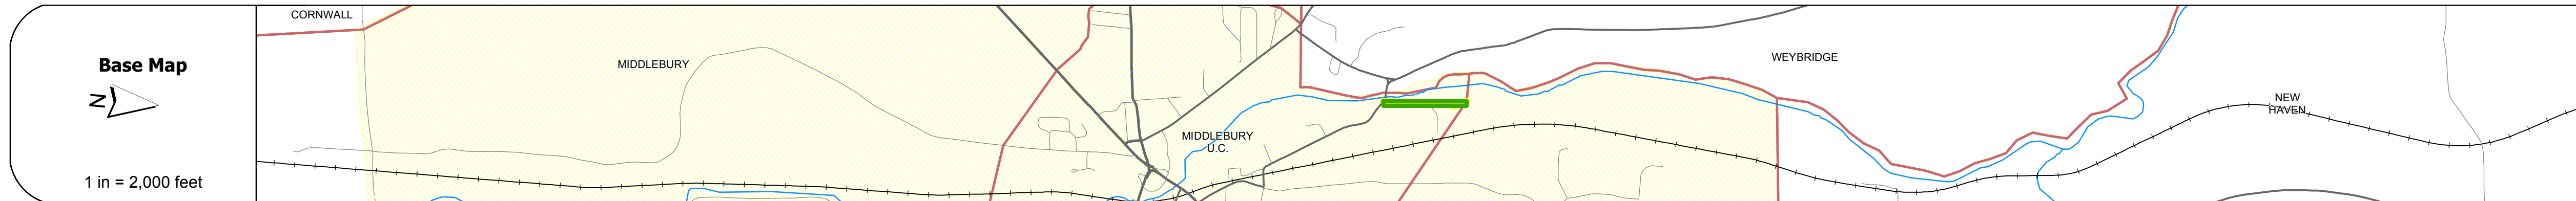 Base Map
N
1 in = 2,000 feet
CORNWALL
MIDDLEBURY
MIDDLEBURY
U.C.
WEYBRIDGE
NEW
HAVEN